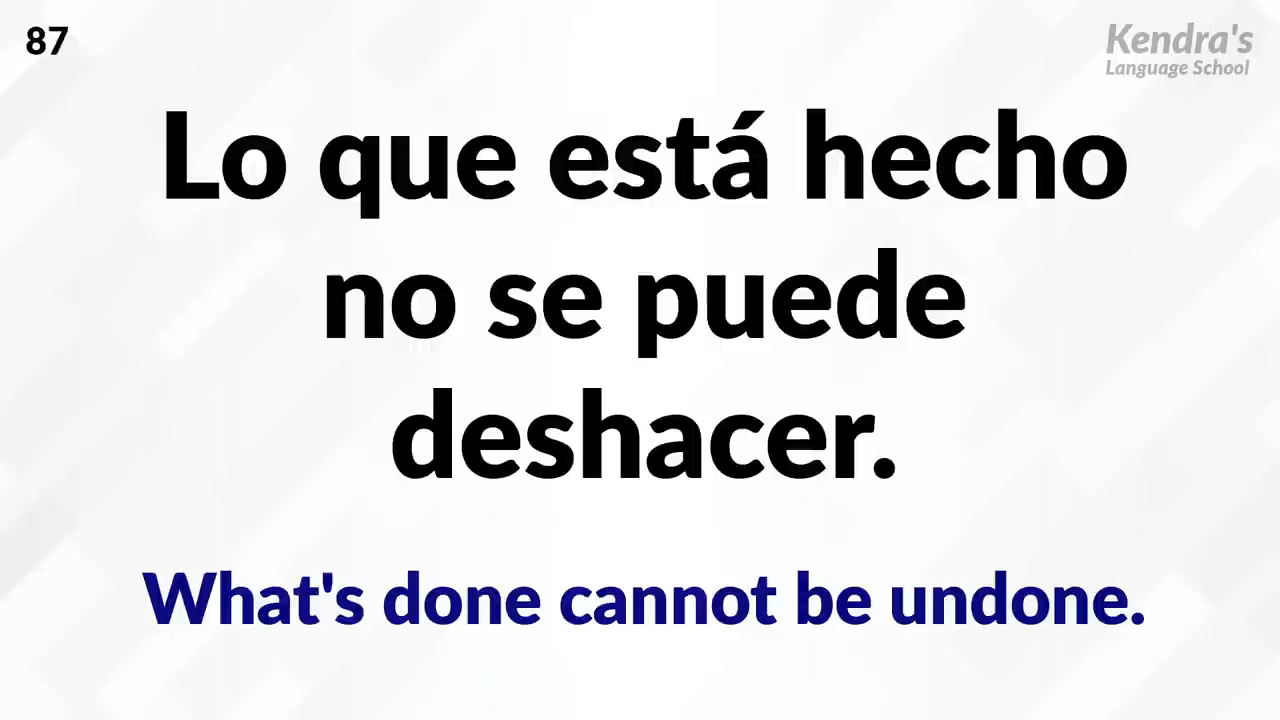 87
Kendra's
Language School
Lo que está hecho
no se puede
deshacer.
What's done cannot be undone.